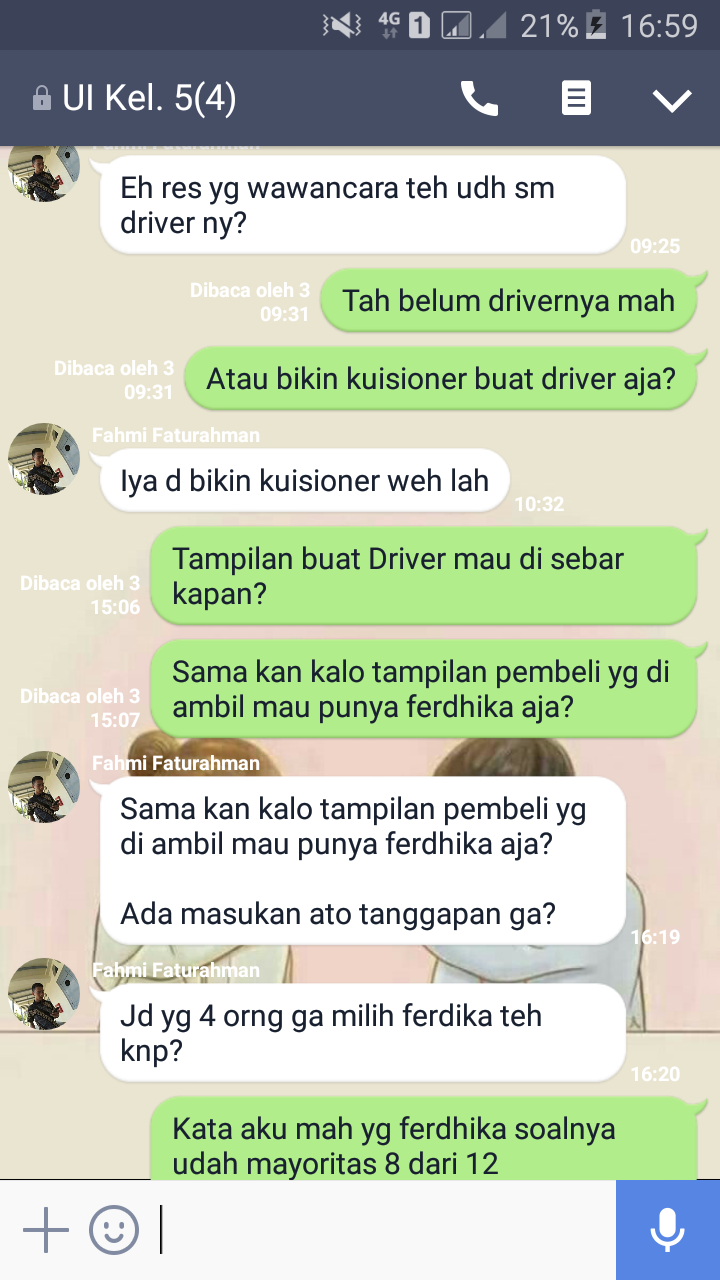 4G 1 21% 16:59
UI Kel. 5(4)
Fahmi Faturahman
Eh res yg wawancara teh udh sm
driver ny?
09:25
Dibaca oleh 3
09:31
Tah belum drivernya mah
Dibaca oleh 3
09:31
Atau bikin kuisioner buat driver aja?
Fahmi Faturahman
Iya d bikin kuisioner weh lah
10:32
Tampilan buat Driver mau di sebar
kapan?
Dibaca oleh 3
15:06
Sama kan kalo tampilan pembeli yg di
ambil mau punya ferdhika aja?
Dibaca oleh 3
15:07
Fahmi Faturahman
Sama kan kalo tampilan pembeli yg
di ambil mau punya ferdhika aja?
Ada masukan ato tanggapan ga?
16:19
Fahmi Faturahman
Jd yg 4 orng ga milih ferdika teh
knp?
16:20
Kata aku mah yg ferdhika soalnya
udah mayoritas 8 dari 12